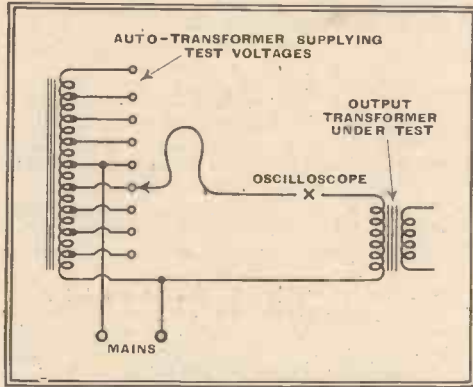 AUTO-TRANSFORMER SUPPLYING
TEST VOLTAGES
OUTPUT
TRANSFORMER
UNDER TEST
OSCILLOSCOPE
X
MAINS